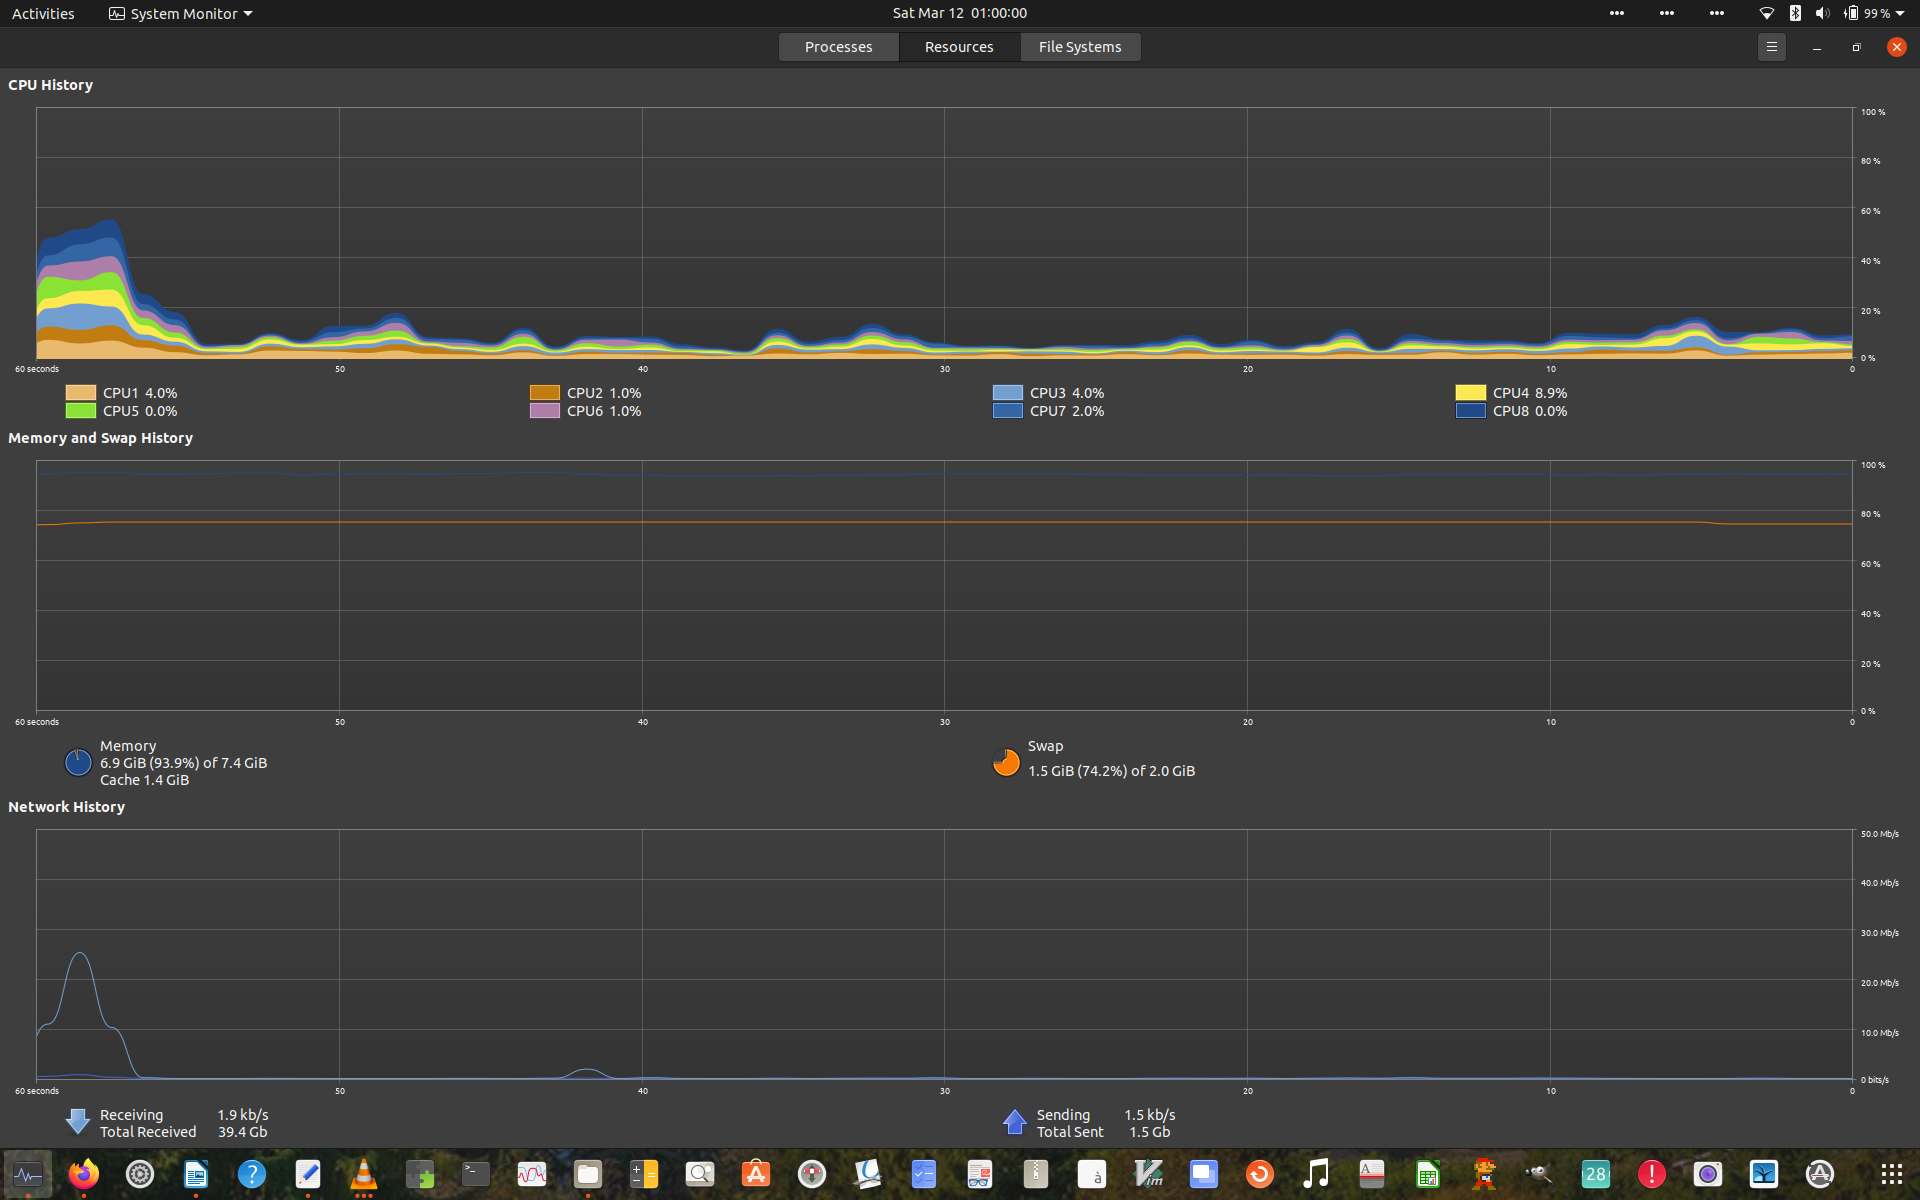 Activities System Monitor Sat Mar 12 01:00:00 99 %
Processes Resources File Systems
CPU History
100 %
80 %
60 %
40 %
20 %
0 %
60 seconds 50 40 30 20 10 0
CPU1 4.0% CPU2 1.0% CPU3 4.0% CPU4 8.9%
CPU5 0.0% CPU6 1.0% CPU7 2.0% CPU8 0.0%
Memory and Swap History
100 %
80 %
60 %
40 %
20 %
0 %
60 seconds 50 40 30 20 10 0
Memory
6.9 GiB (93.9%) of 7.4 GiB
Cache 1.4 GiB
Swap
1.5 GiB (74.2%) of 2.0 GiB
Network History
50.0 Mb/s
40.0 Mb/s
30.0 Mb/s
20.0 Mb/s
10.0 Mb/s
0 bits/s
60 seconds 50 40 30 20 10 0
Receiving 1.9 kb/s Sending 1.5 kb/s
Total Received 39.4 Gb Total Sent 1.5 Gb
? >_ A à Vim A 28 !